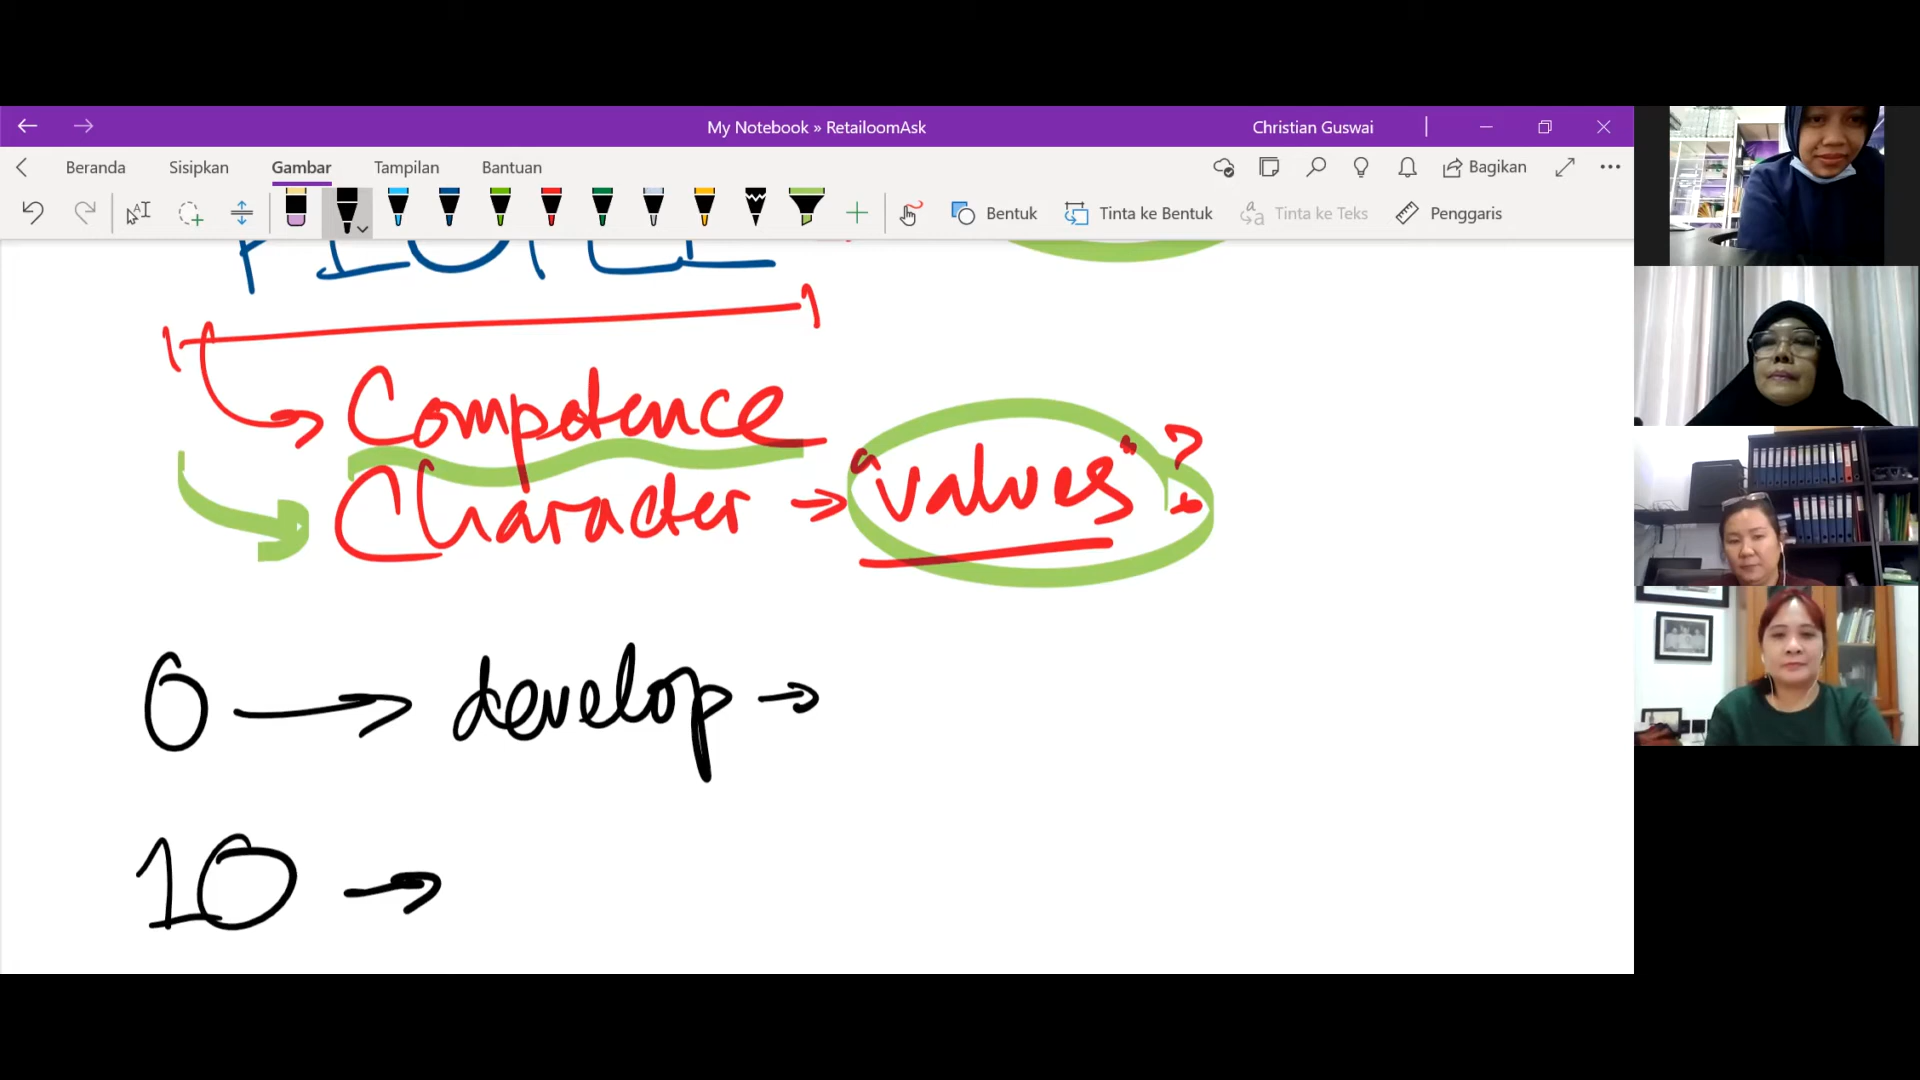 My Notebook » RetailoomAsk
Christian Guswai
Beranda Sisipkan Gambar Tampilan Bantuan
Bagikan
Bentuk Tinta ke Bentuk Tinta ke Teks Penggaris
Competence
Character → "values" ?
0 → develop →
10 →